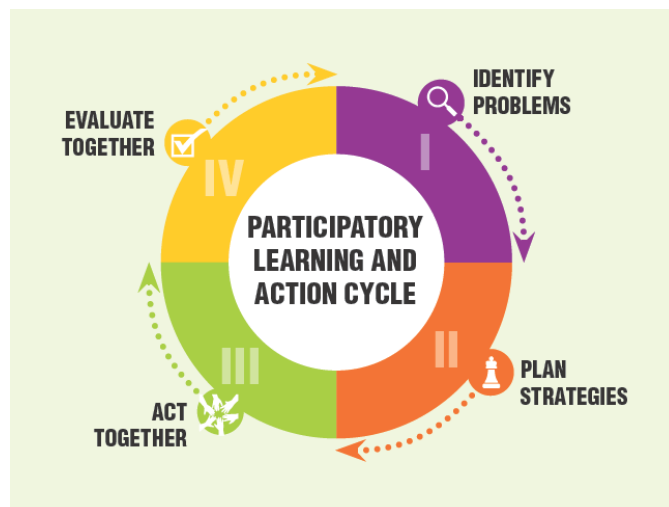 IDENTIFY
PROBLEMS
I
EVALUATE
TOGETHER
IV
PARTICIPATORY
LEARNING AND
ACTION CYCLE
II
PLAN
STRATEGIES
III
ACT
TOGETHER